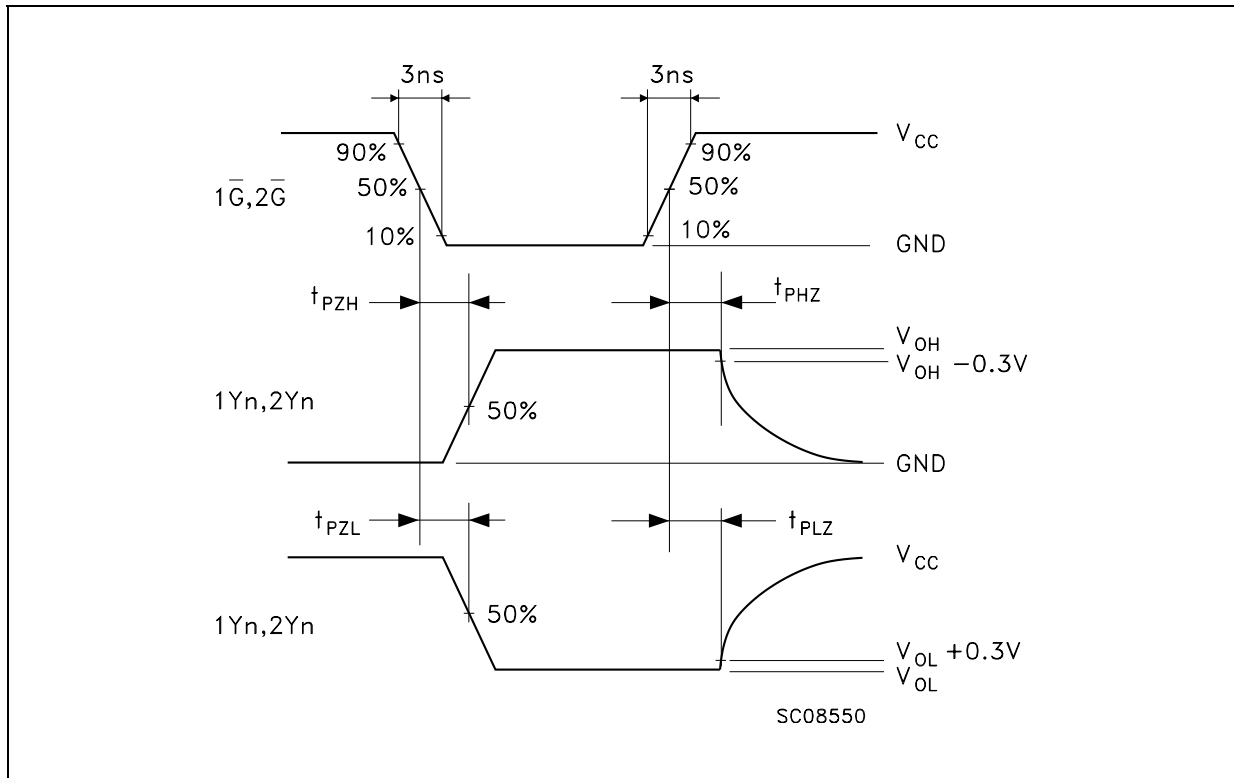 3ns 3ns
V_CC
90% 90%
1G̅,2G̅ 50% 50%
10% 10%
GND
t_PZH t_PHZ
V_OH
V_OH −0.3V
1Yn,2Yn 50%
GND
t_PZL t_PLZ
V_CC
1Yn,2Yn 50%
V_OL +0.3V
V_OL
SC08550